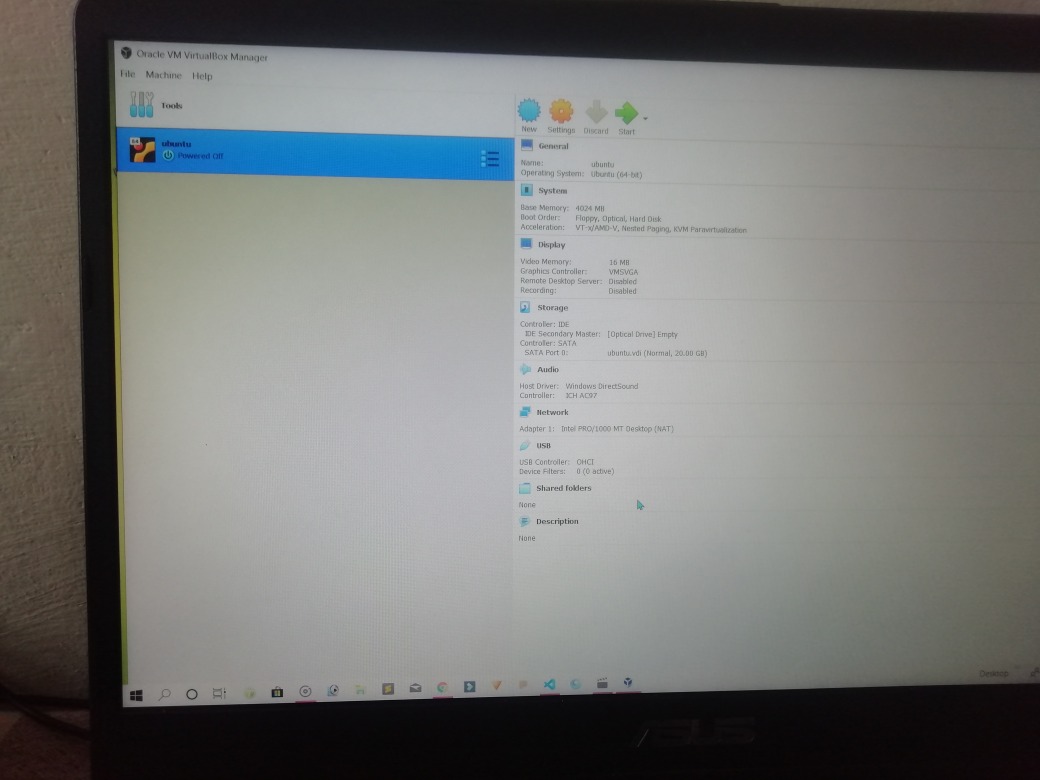 Oracle VM VirtualBox Manager
File Machine Help
Tools
64
ubuntu
Powered Off
New Settings Discard Start
General
Name: ubuntu
Operating System: Ubuntu (64-bit)
System
Base Memory: 4024 MB
Boot Order: Floppy, Optical, Hard Disk
Acceleration: VT-x/AMD-V, Nested Paging, KVM Paravirtualization
Display
Video Memory: 16 MB
Graphics Controller: VMSVGA
Remote Desktop Server: Disabled
Recording: Disabled
Storage
Controller: IDE
IDE Secondary Master: [Optical Drive] Empty
Controller: SATA
SATA Port 0: ubuntu.vdi (Normal, 20.00 GB)
Audio
Host Driver: Windows DirectSound
Controller: ICH AC97
Network
Adapter 1: Intel PRO/1000 MT Desktop (NAT)
USB
USB Controller: OHCI
Device Filters: 0 (0 active)
Shared folders
None
Description
None
Desktop
ASUS